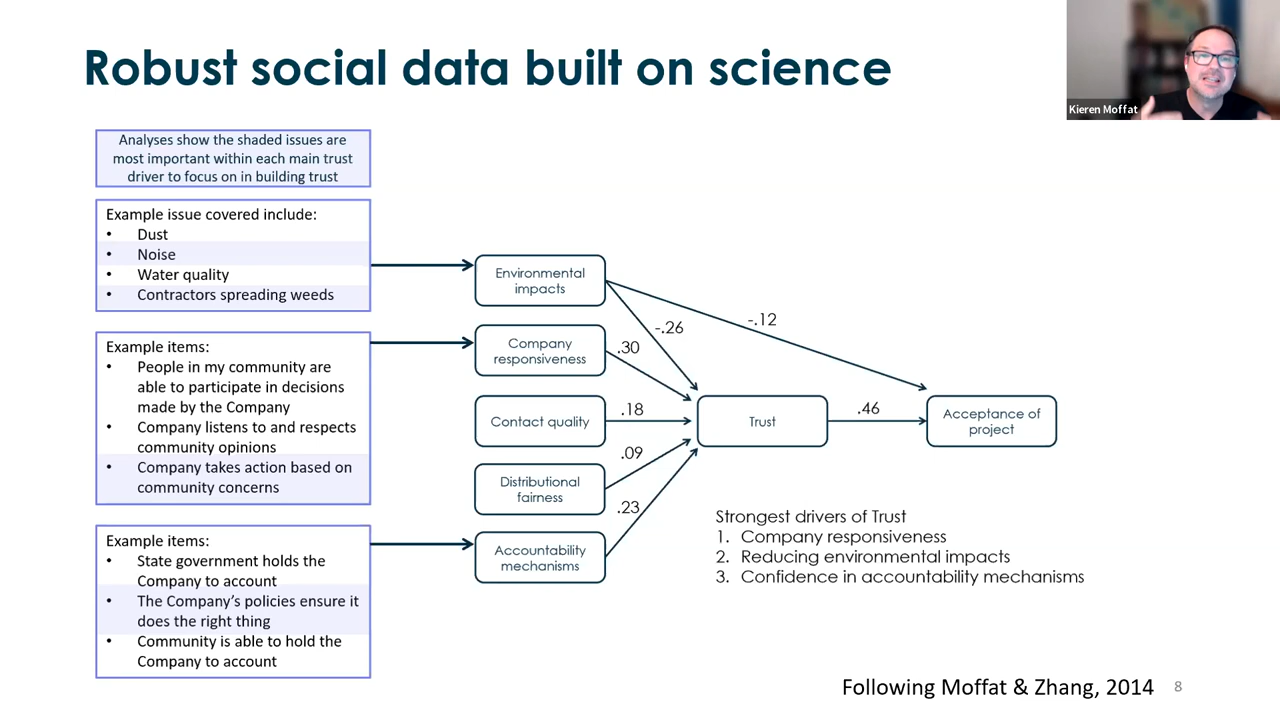 Robust social data built on science
Kieren Moffat
Analyses show the shaded issues are
most important within each main trust
driver to focus on in building trust
Example issue covered include:
• Dust
• Noise
• Water quality
• Contractors spreading weeds
Example items:
• People in my community are
able to participate in decisions
made by the Company
• Company listens to and respects
community opinions
• Company takes action based on
community concerns
Example items:
• State government holds the
Company to account
• The Company's policies ensure it
does the right thing
• Community is able to hold the
Company to account
Environmental
impacts
Company
responsiveness
Contact quality
Distributional
fairness
Accountability
mechanisms
-.26
-.12
.30
.18
.09
.23
Trust
.46
Acceptance of
project
Strongest drivers of Trust
1. Company responsiveness
2. Reducing environmental impacts
3. Confidence in accountability mechanisms
Following Moffat & Zhang, 2014
8